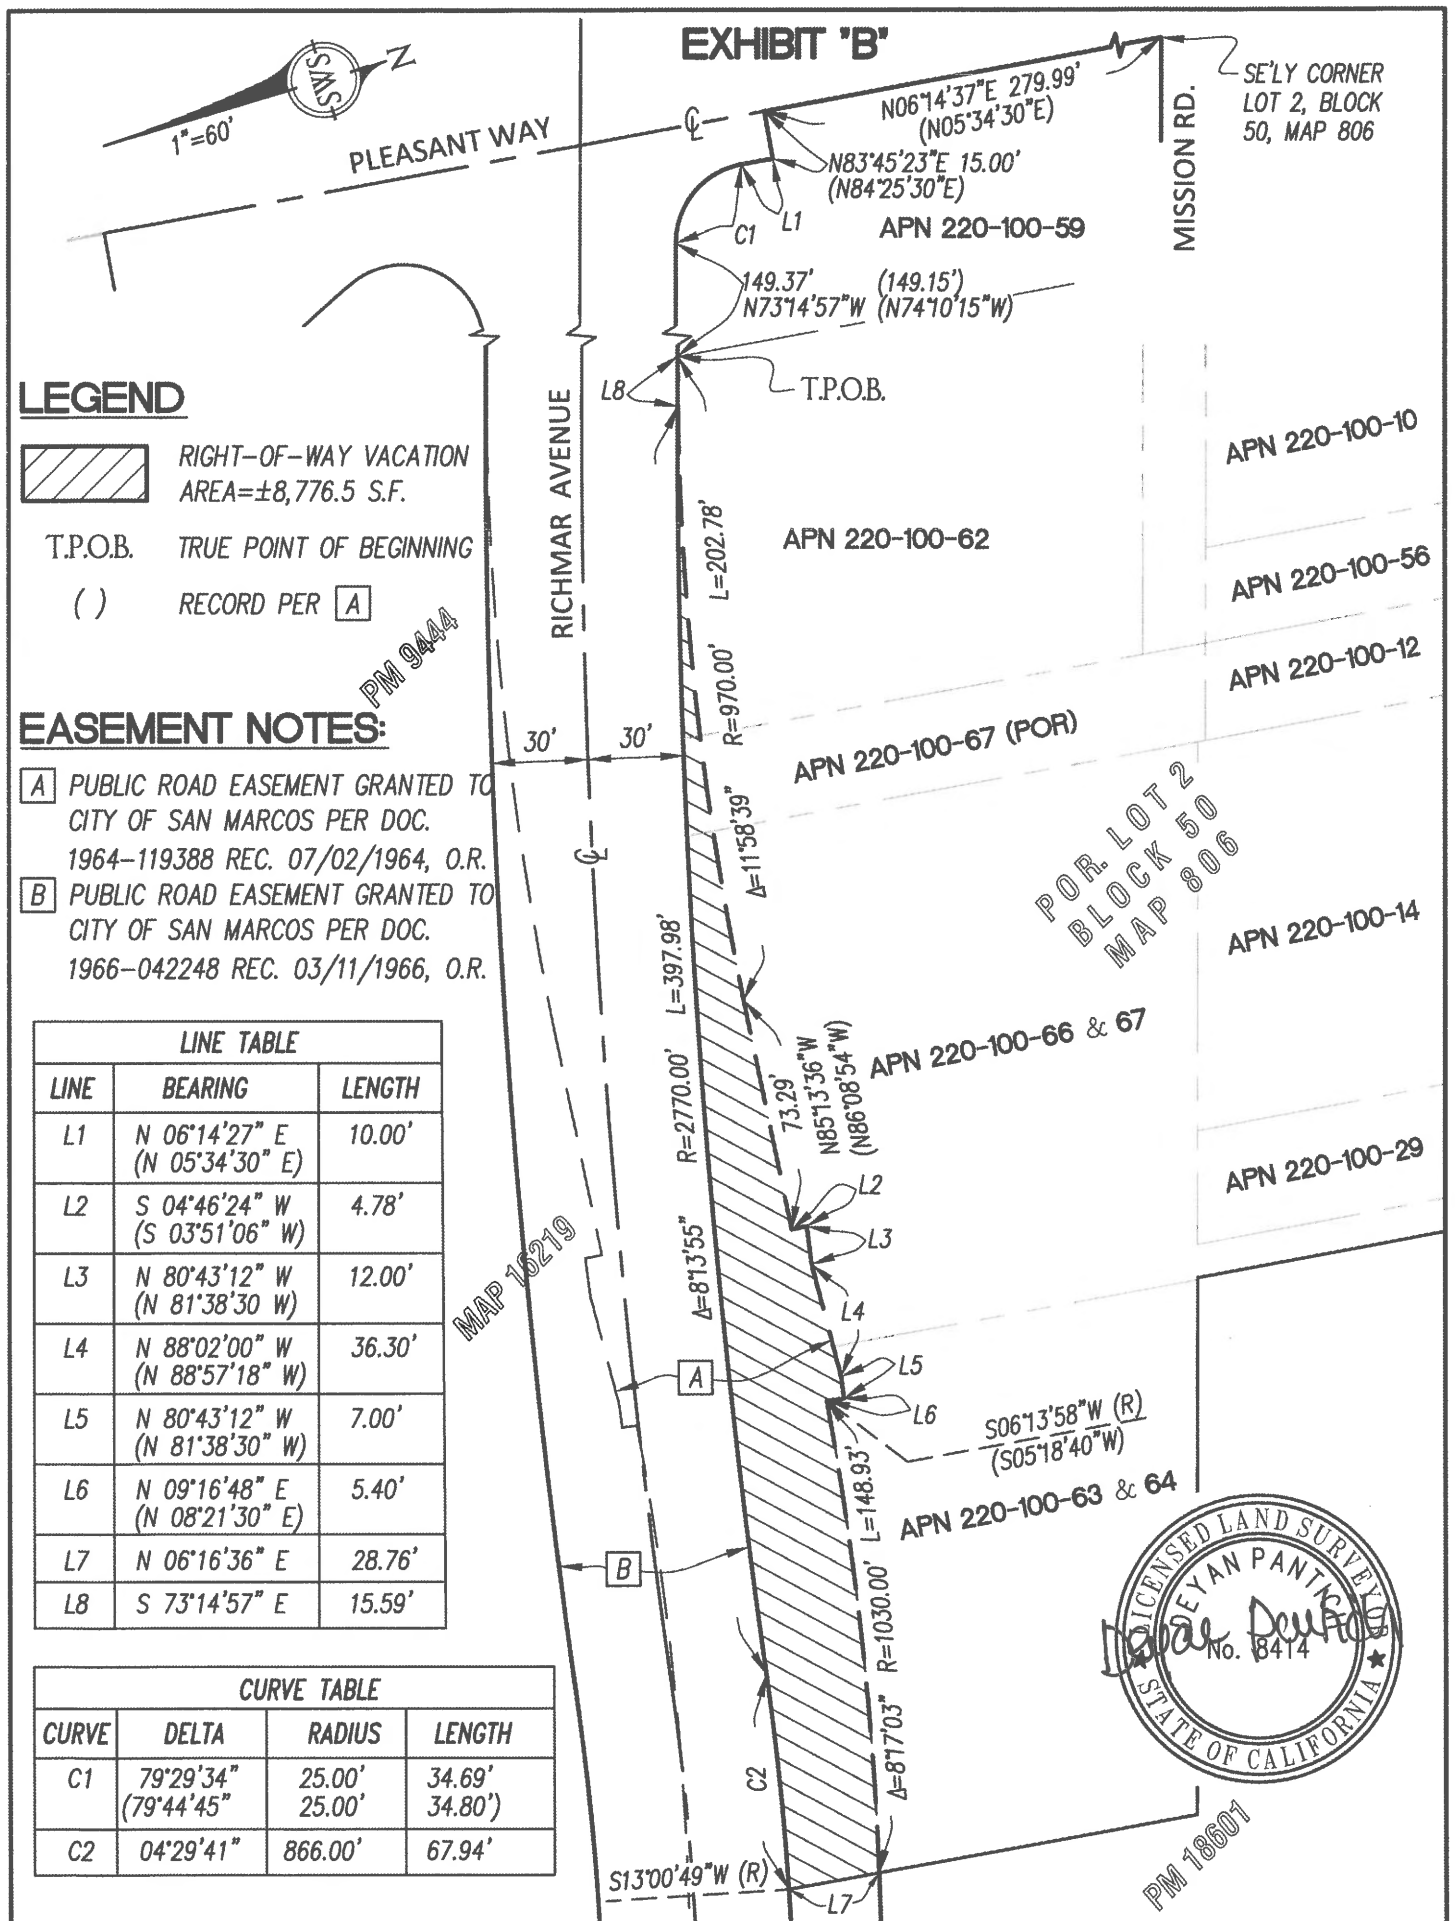 EXHIBIT "B"
SWS
N
1"=60'
PLEASANT WAY
℄
N06°14'37"E 279.99'
(N05°34'30"E)
MISSION RD.
SE'LY CORNER
LOT 2, BLOCK
50, MAP 806
N83°45'23"E 15.00'
(N84°25'30"E)
C1
L1
APN 220-100-59
149.37' (149.15')
N73°14'57"W (N74°10'15"W)
L8
T.P.O.B.
LEGEND
RIGHT-OF-WAY VACATION
AREA=±8,776.5 S.F.
T.P.O.B. TRUE POINT OF BEGINNING
( ) RECORD PER A
RICHMAR AVENUE
L=202.78'
R=970.00'
Δ=11°58'39"
APN 220-100-62
APN 220-100-10
APN 220-100-56
APN 220-100-12
PM 9444
EASEMENT NOTES:
A PUBLIC ROAD EASEMENT GRANTED TO
CITY OF SAN MARCOS PER DOC.
1964-119388 REC. 07/02/1964, O.R.
B PUBLIC ROAD EASEMENT GRANTED TO
CITY OF SAN MARCOS PER DOC.
1966-042248 REC. 03/11/1966, O.R.
30'
30'
℄
APN 220-100-67 (POR)
POR. LOT 2
BLOCK 50
MAP 806
APN 220-100-14
L=397.98'
R=2770.00'
Δ=8°13'55"
73.29'
N85°13'36"W
(N86°08'54"W)
APN 220-100-66 & 67
APN 220-100-29
LINE TABLE
LINE BEARING LENGTH
L1 N 06°14'27" E 10.00'
(N 05°34'30" E)
L2 S 04°46'24" W 4.78'
(S 03°51'06" W)
L3 N 80°43'12" W 12.00'
(N 81°38'30 W)
L4 N 88°02'00" W 36.30'
(N 88°57'18" W)
L5 N 80°43'12" W 7.00'
(N 81°38'30" W)
L6 N 09°16'48" E 5.40'
(N 08°21'30" E)
L7 N 06°16'36" E 28.76'
L8 S 73°14'57" E 15.59'
MAP 16219
L2
L3
L4
L5
L6
A
B
S06°13'58"W (R)
(S05°18'40"W)
APN 220-100-63 & 64
L=148.93'
R=1030.00'
Δ=8°17'03"
C2
CURVE TABLE
CURVE DELTA RADIUS LENGTH
C1 79°29'34" 25.00' 34.69'
(79°44'45" 25.00' 34.80')
C2 04°29'41" 866.00' 67.94'
S13°00'49"W (R)
L7
LICENSED LAND SURVEYOR
DEYAN PANTIC
No. 8414
STATE OF CALIFORNIA
PM 18601